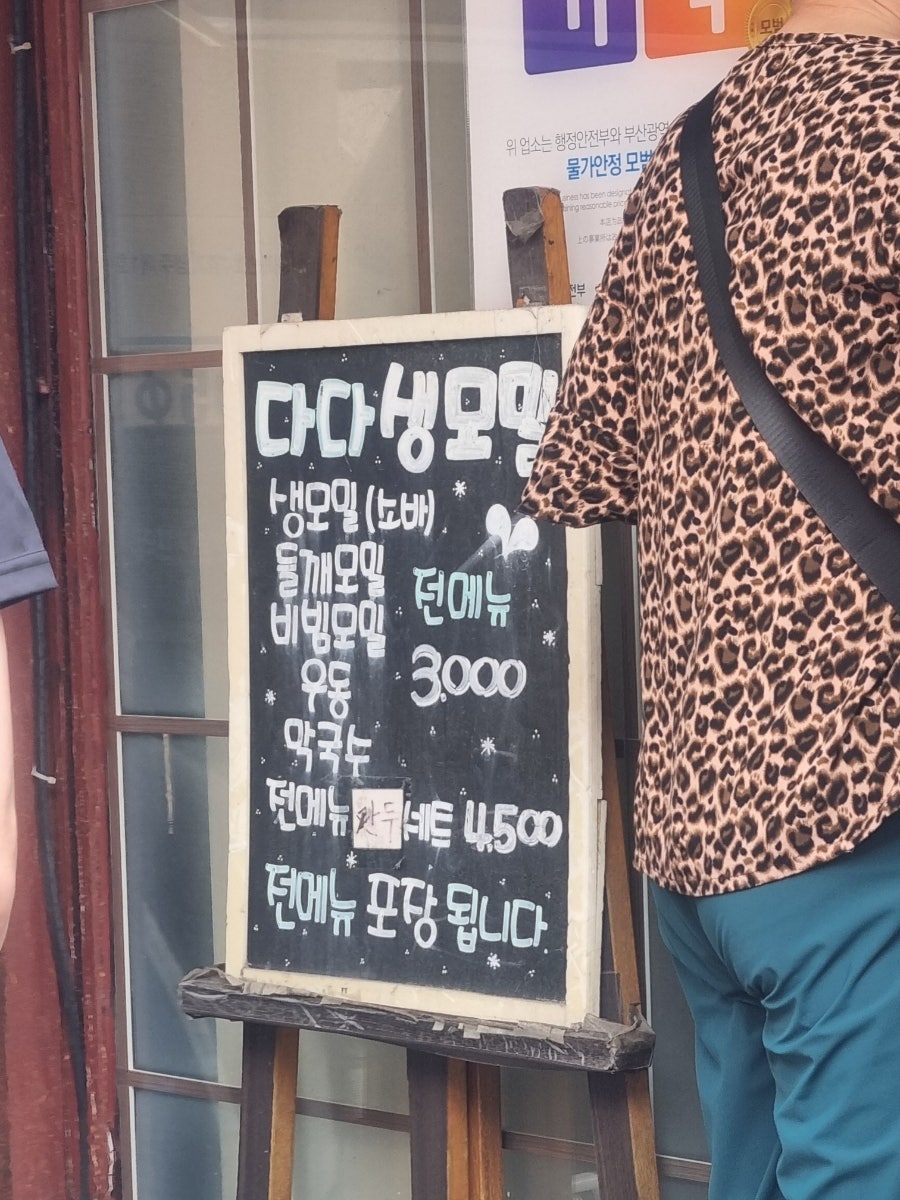 위 업소는 행정안전부와 부산광역
물가안정 모범
다다생모밀
생모밀 (소바)
들깨모밀
비빔모밀
우동
막국수
전메뉴
3.000
전메뉴 만두 세트 4,500
전메뉴 포장 됩니다